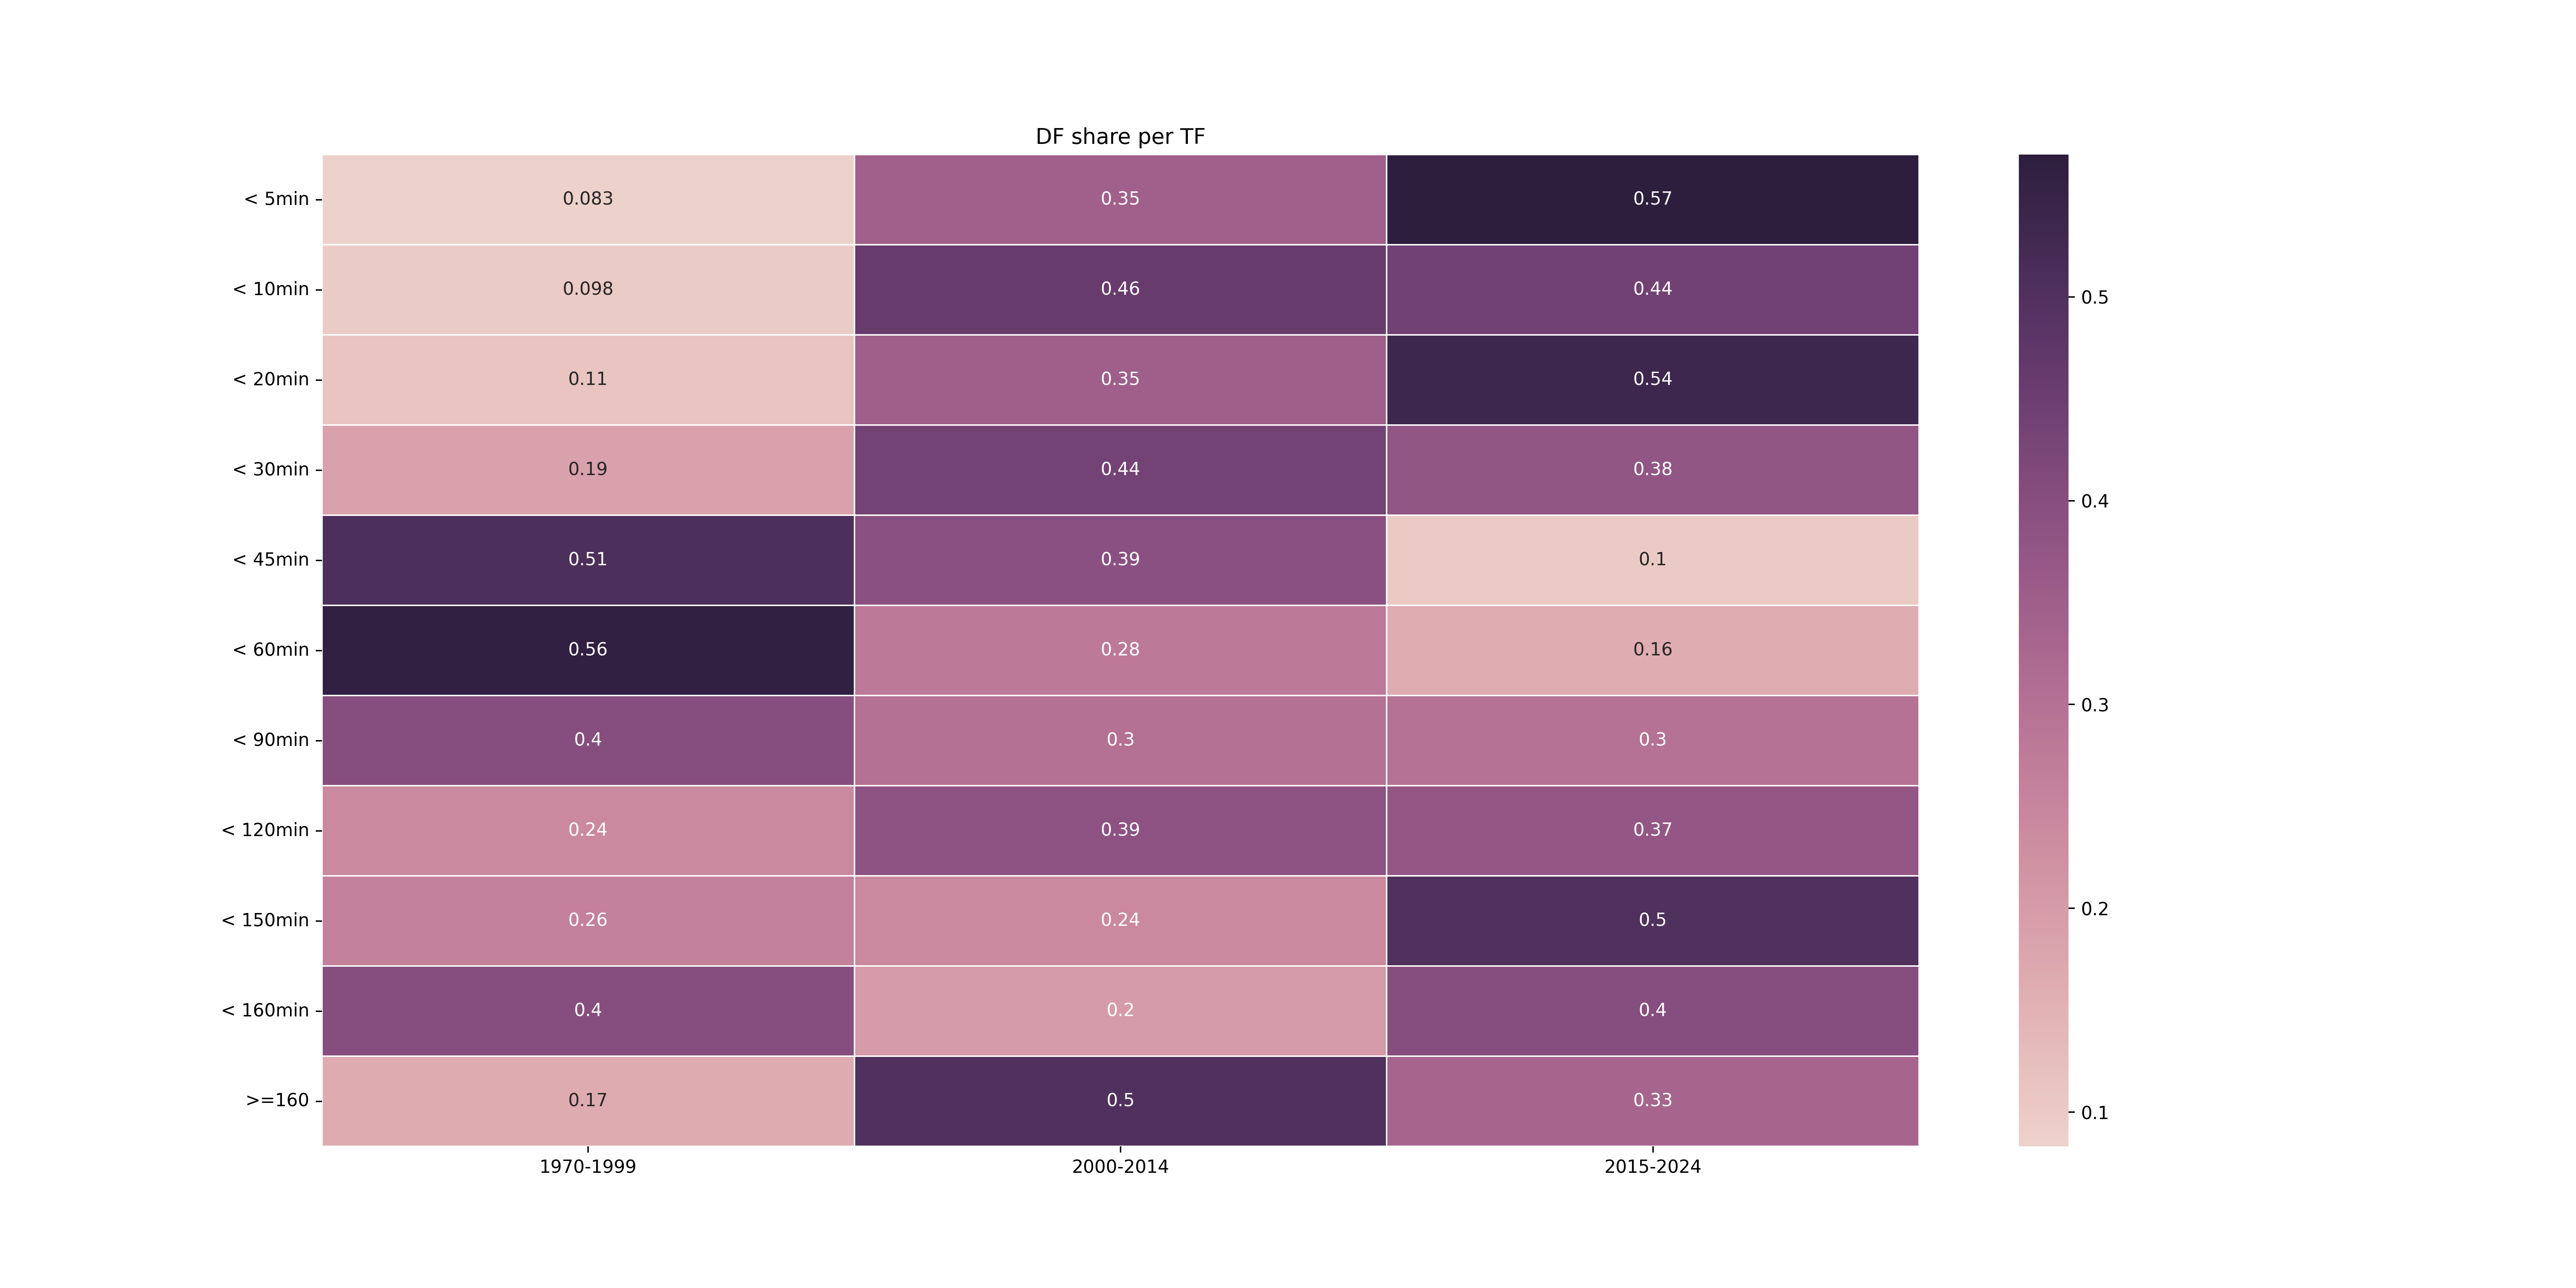 DF share per TF
< 5min 0.083 0.35 0.57
< 10min 0.098 0.46 0.44
< 20min 0.11 0.35 0.54
< 30min 0.19 0.44 0.38
< 45min 0.51 0.39 0.1
< 60min 0.56 0.28 0.16
< 90min 0.4 0.3 0.3
< 120min 0.24 0.39 0.37
< 150min 0.26 0.24 0.5
< 160min 0.4 0.2 0.4
>=160 0.17 0.5 0.33
1970-1999 2000-2014 2015-2024
0.5
0.4
0.3
0.2
0.1